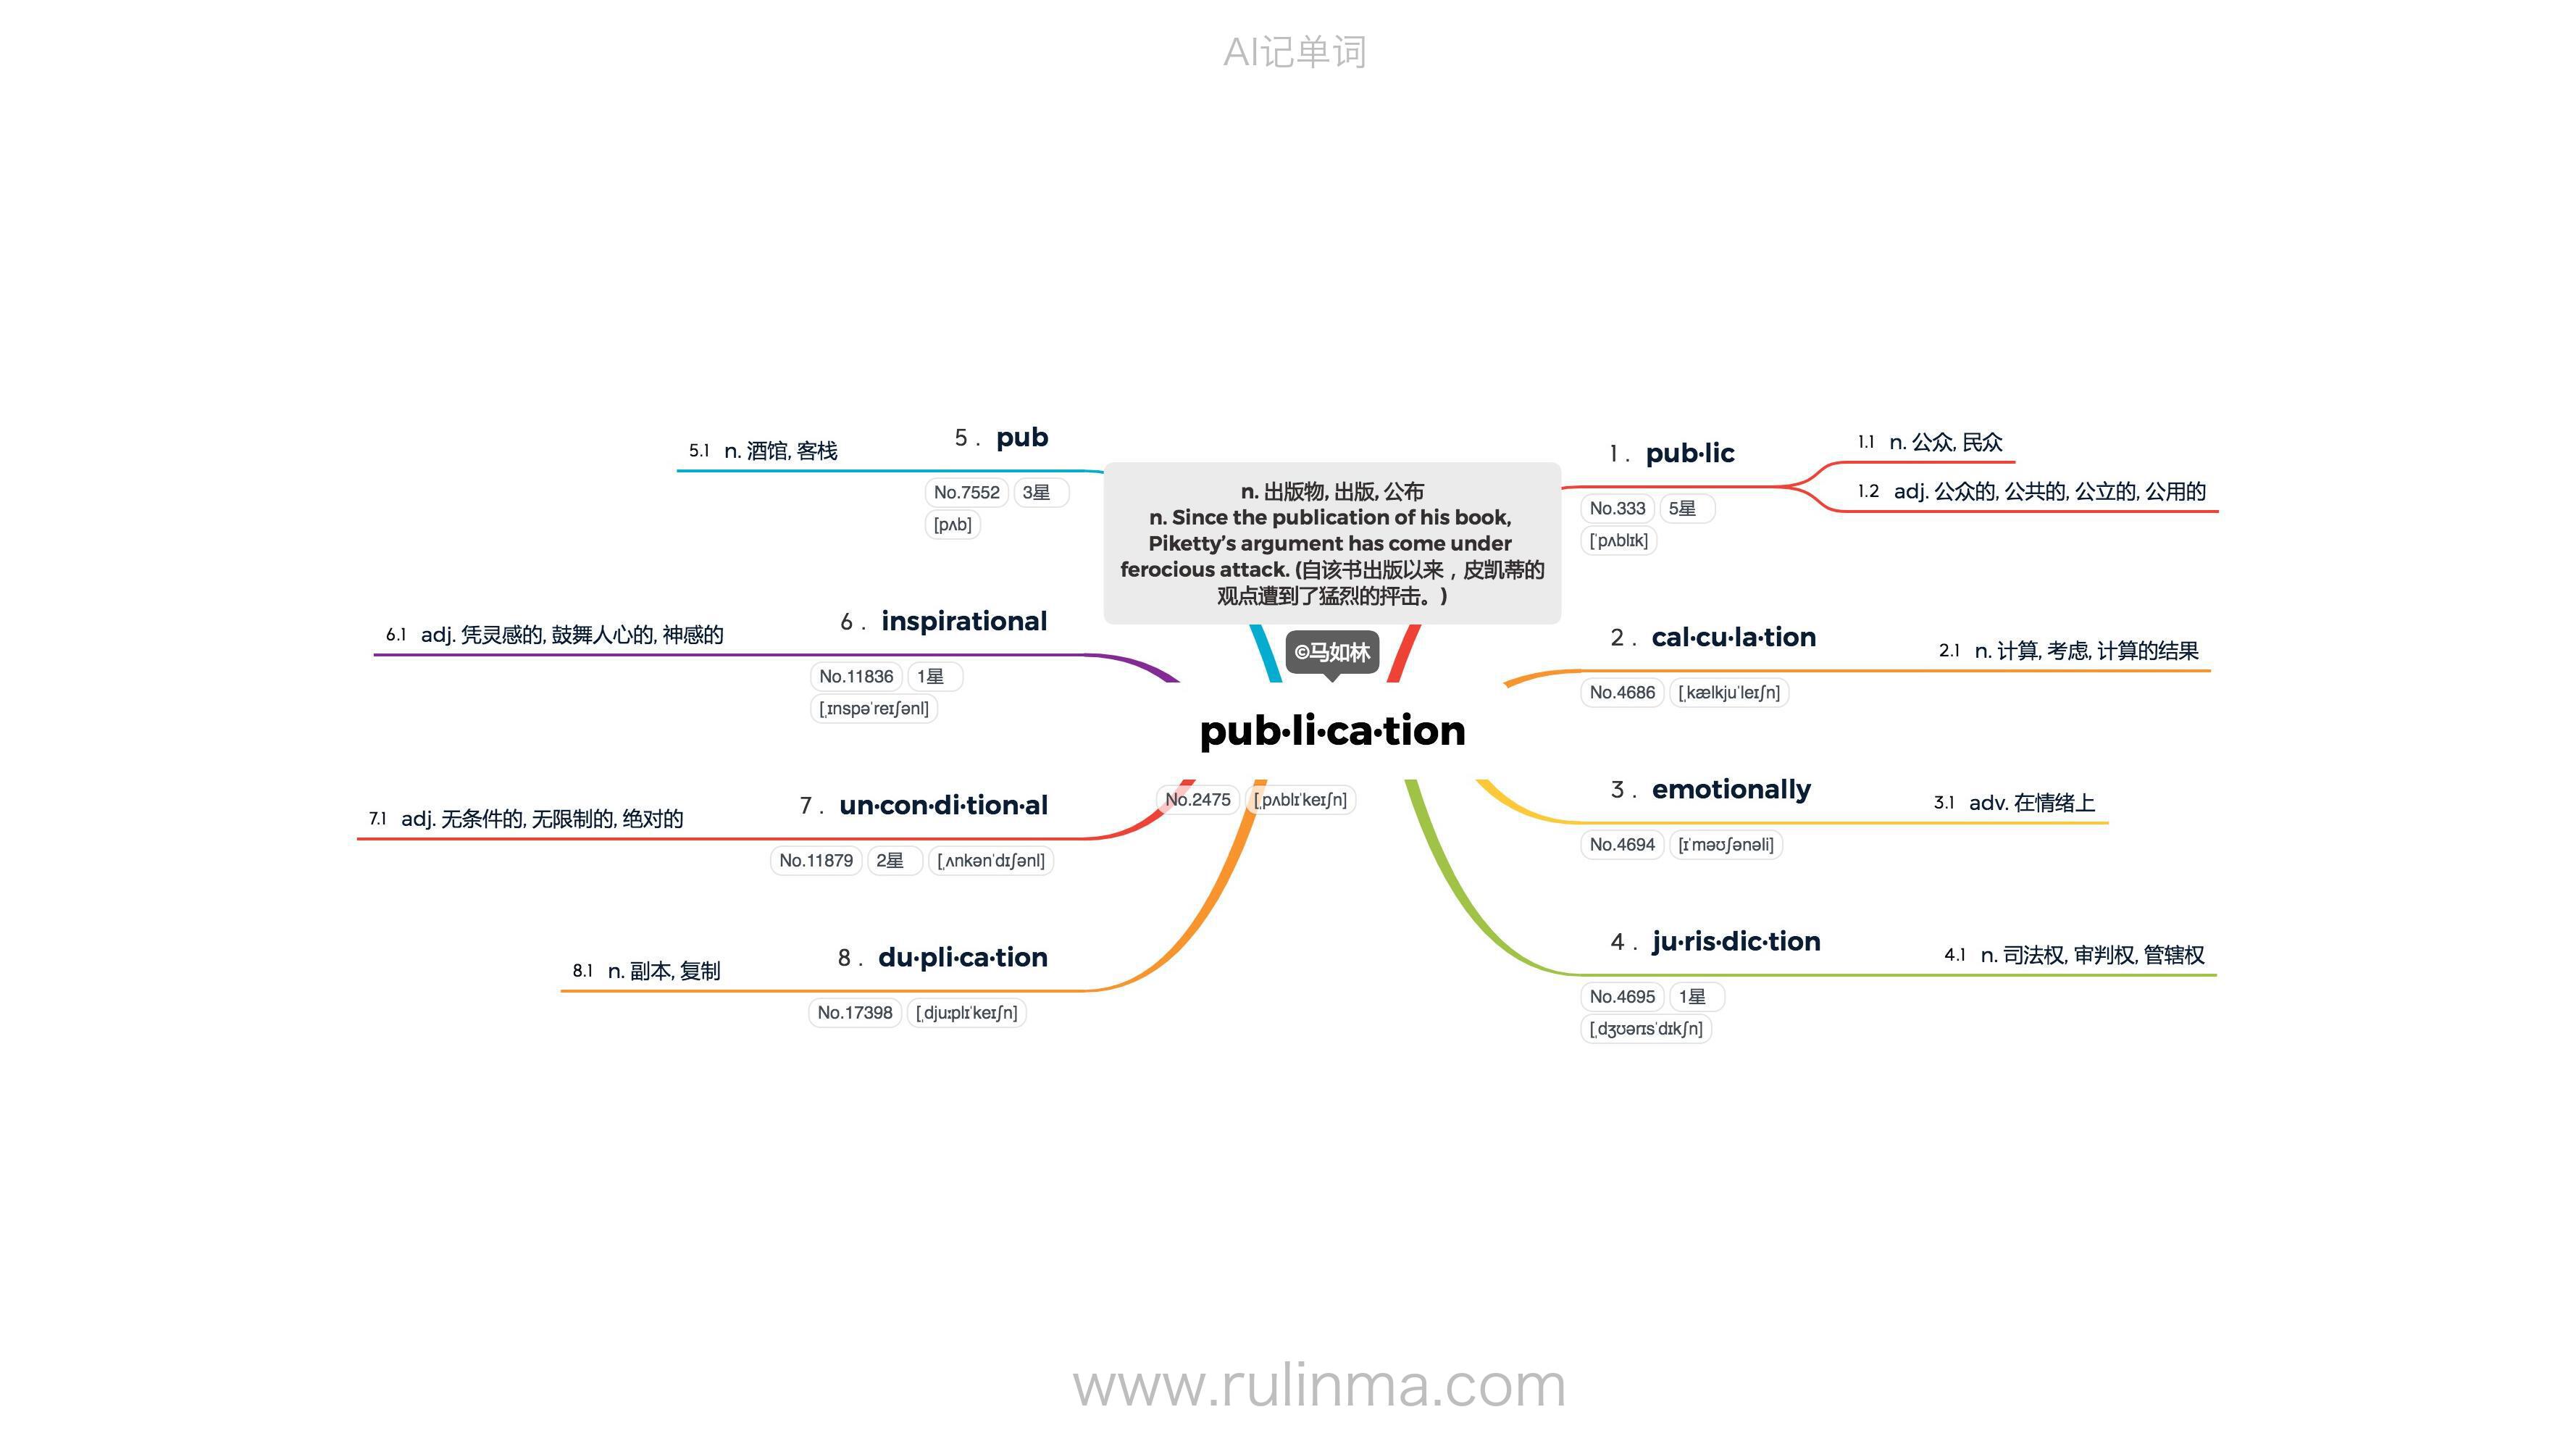 AI记单词
n. 出版物, 出版, 公布
n. Since the publication of his book,
Piketty’s argument has come under
ferocious attack. (自该书出版以来，皮凯蒂的
观点遭到了猛烈的抨击。)
©马如林
pub·li·ca·tion
No.2475 [ˌpʌblɪˈkeɪʃn]
1 . pub·lic
No.333 5星
[ˈpʌblɪk]
1.1 n. 公众, 民众
1.2 adj. 公众的, 公共的, 公立的, 公用的
2 . cal·cu·la·tion
No.4686 [ˌkælkjuˈleɪʃn]
2.1 n. 计算, 考虑, 计算的结果
3 . emotionally
No.4694 [ɪˈməʊʃənəli]
3.1 adv. 在情绪上
4 . ju·ris·dic·tion
No.4695 1星
[ˌdʒʊərɪsˈdɪkʃn]
4.1 n. 司法权, 审判权, 管辖权
5 . pub
No.7552 3星
[pʌb]
5.1 n. 酒馆, 客栈
6 . inspirational
No.11836 1星
[ˌɪnspəˈreɪʃənl]
6.1 adj. 凭灵感的, 鼓舞人心的, 神感的
7 . un·con·di·tion·al
No.11879 2星 [ˌʌnkənˈdɪʃənl]
7.1 adj. 无条件的, 无限制的, 绝对的
8 . du·pli·ca·tion
No.17398 [ˌdjuːplɪˈkeɪʃn]
8.1 n. 副本, 复制
www.rulinma.com